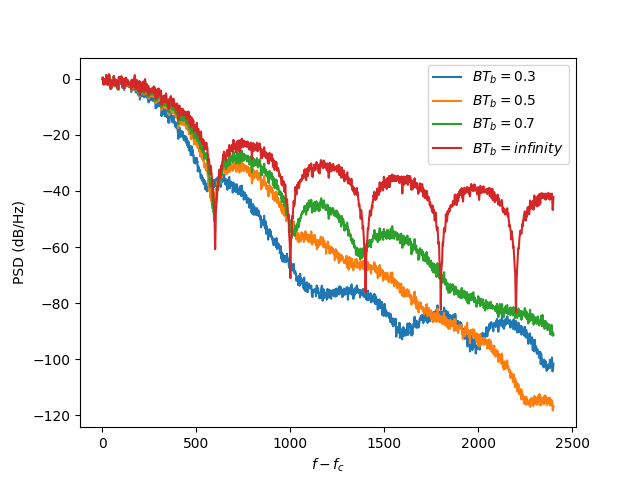 BT_b = 0.3
BT_b = 0.5
BT_b = 0.7
BT_b = infinity
0
−20
−40
−60
−80
−100
−120
PSD (dB/Hz)
0 500 1000 1500 2000 2500
f − f_c